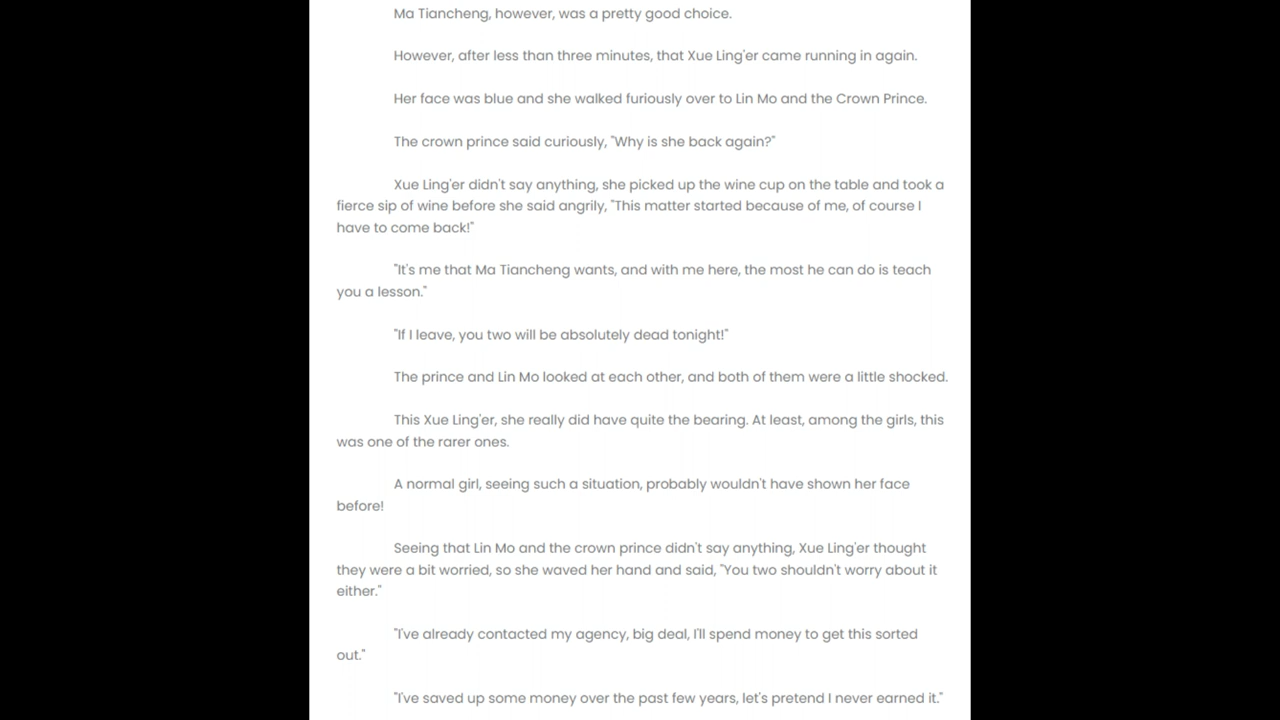 Ma Tiancheng, however, was a pretty good choice.
However, after less than three minutes, that Xue Ling'er came running in again.
Her face was blue and she walked furiously over to Lin Mo and the Crown Prince.
The crown prince said curiously, "Why is she back again?"
Xue Ling'er didn't say anything, she picked up the wine cup on the table and took a
fierce sip of wine before she said angrily, "This matter started because of me, of course I
have to come back!"
"It's me that Ma Tiancheng wants, and with me here, the most he can do is teach
you a lesson."
"If I leave, you two will be absolutely dead tonight!"
The prince and Lin Mo looked at each other, and both of them were a little shocked.
This Xue Ling'er, she really did have quite the bearing. At least, among the girls, this
was one of the rarer ones.
A normal girl, seeing such a situation, probably wouldn't have shown her face
before!
Seeing that Lin Mo and the crown prince didn't say anything, Xue Ling'er thought
they were a bit worried, so she waved her hand and said, "You two shouldn't worry about it
either."
"I've already contacted my agency, big deal, I'll spend money to get this sorted
out."
"I've saved up some money over the past few years, let's pretend I never earned it."